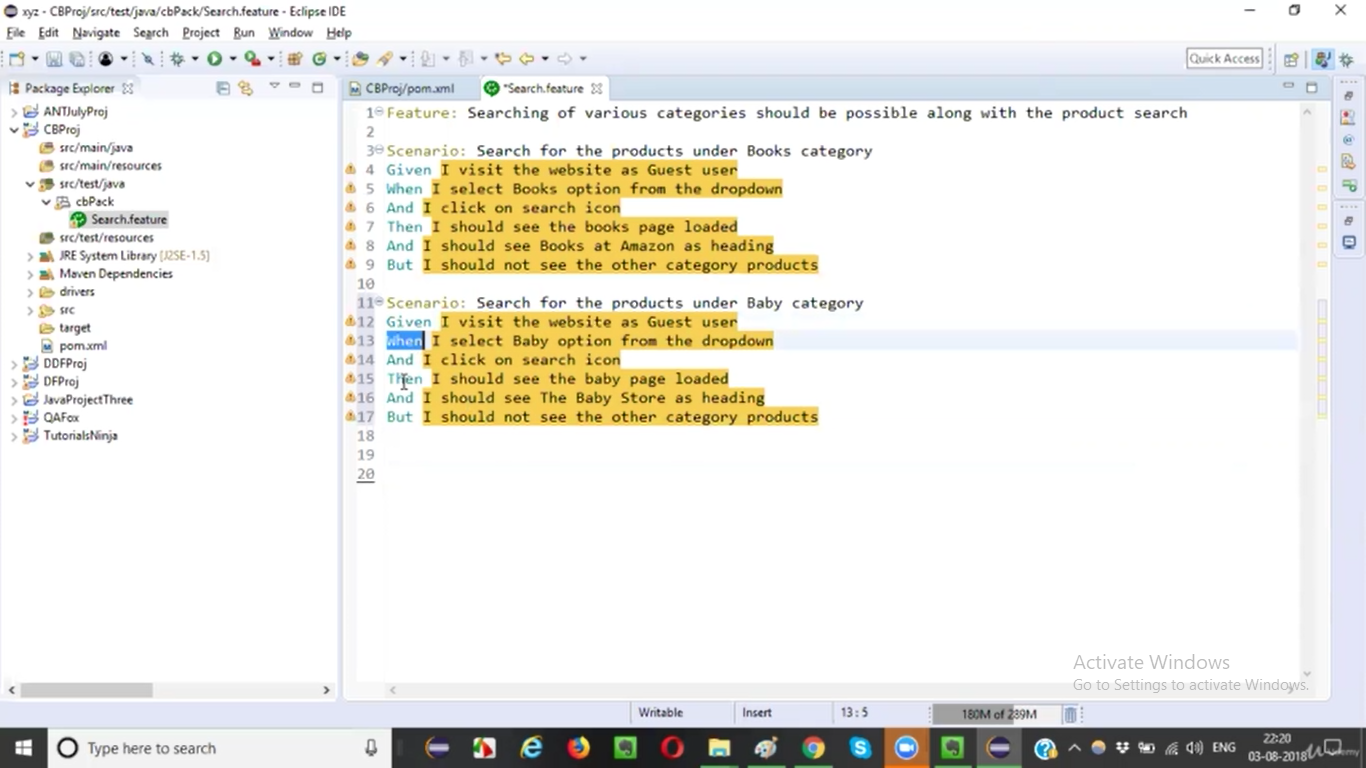 xyz - CBProj/src/test/java/cbPack/Search.feature - Eclipse IDE
File Edit Navigate Search Project Run Window Help
Quick Access
Package Explorer
CBProj/pom.xml *Search.feature
ANTJulyProj
CBProj
src/main/java
src/main/resources
src/test/java
cbPack
Search.feature
src/test/resources
JRE System Library [J2SE-1.5]
Maven Dependencies
drivers
src
target
pom.xml
DDFProj
DFProj
JavaProjectThree
QAFox
TutorialsNinja
1 Feature: Searching of various categories should be possible along with the product search
2
3 Scenario: Search for the products under Books category
4 Given I visit the website as Guest user
5 When I select Books option from the dropdown
6 And I click on search icon
7 Then I should see the books page loaded
8 And I should see Books at Amazon as heading
9 But I should not see the other category products
10
11 Scenario: Search for the products under Baby category
12 Given I visit the website as Guest user
13 When I select Baby option from the dropdown
14 And I click on search icon
15 Then I should see the baby page loaded
16 And I should see The Baby Store as heading
17 But I should not see the other category products
18
19
20
Activate Windows
Go to Settings to activate Windows.
Writable Insert 13 : 5 180M of 289M
Type here to search
ENG
22:20
03-08-2018
Udemy